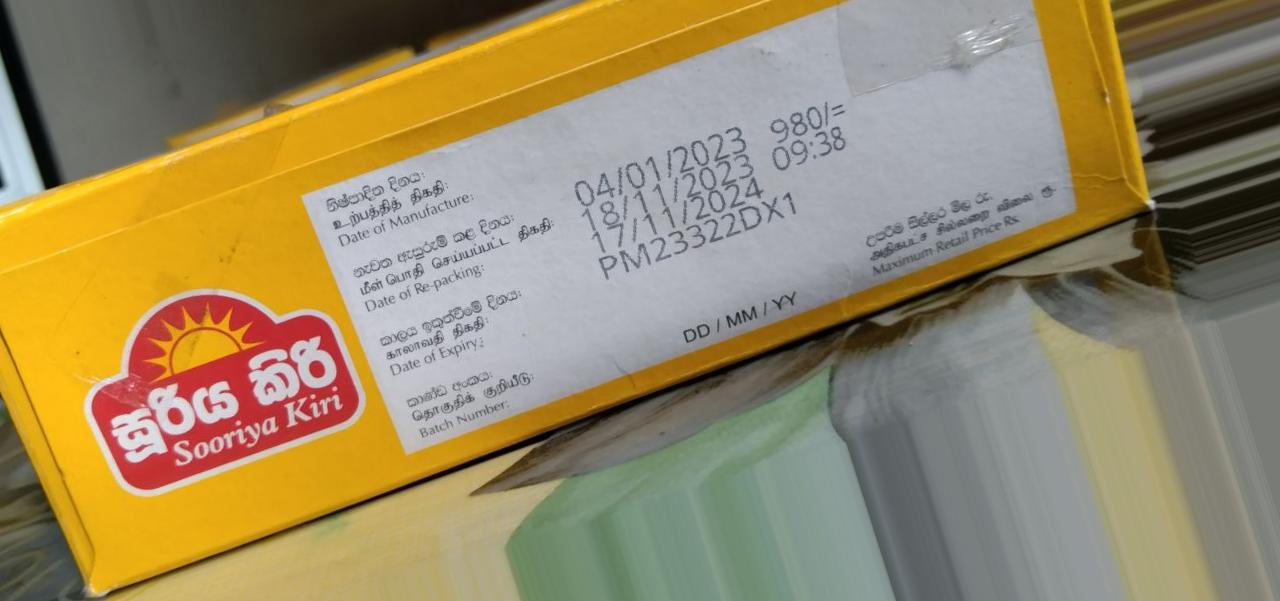 නිෂ්පාදිත දිනය:
உற்பத்தித் திகதி:
Date of Manufacture:
නැවත ඇසුරුම් කල දිනය:
மீள் பொதி செய்யப்பட்ட திகதி:
Date of Re-packing:
කාලය ඉකුත්වීමේ දිනය:
காலாவதி திகதி:
Date of Expiry:
කාණ්ඩ අංකය:
தொகுதிக் குறியீடு:
Batch Number:
04/01/2023 980/=
18/11/2023 09:38
17/11/2024
PM23322DX1
DD / MM / YY
උපරිම සිල්ලර මිල රු.
அதிகபட்ச சில்லறை விலை ரூ.
Maximum Retail Price Rs.
සූරිය කිරි
Sooriya Kiri